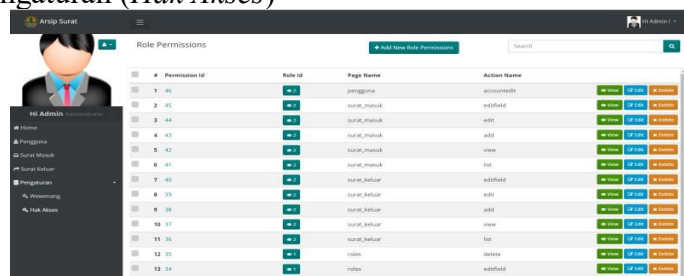 ngaturan (Hak Akses)
Arsip Surat
Hi Admin !
Role Permissions
+ Add New Role Permissions
Search
Hi Admin Administrator
Home
Pengguna
Surat Masuk
Surat Keluar
Pengaturan
Wewenang
Hak Akses
# Permission Id Role Id Page Name Action Name
1 46 2 pengguna accountedit View Edit Delete
2 45 2 surat_masuk editfield View Edit Delete
3 44 2 surat_masuk edit View Edit Delete
4 43 2 surat_masuk add View Edit Delete
5 42 2 surat_masuk view View Edit Delete
6 41 2 surat_masuk list View Edit Delete
7 40 2 surat_keluar editfield View Edit Delete
8 39 2 surat_keluar edit View Edit Delete
9 38 2 surat_keluar add View Edit Delete
10 37 2 surat_keluar view View Edit Delete
11 36 2 surat_keluar list View Edit Delete
12 35 1 roles delete View Edit Delete
13 34 1 roles editfield View Edit Delete